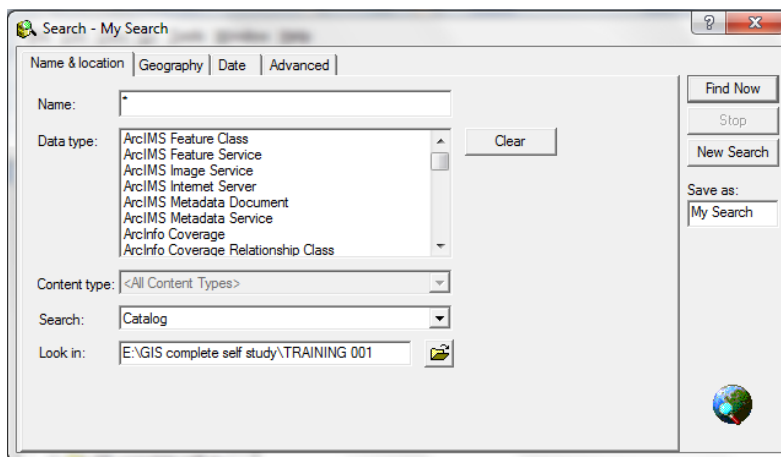 Search - My Search
Name & location
Geography
Date
Advanced
Name:
*
Data type:
ArcIMS Feature Class
ArcIMS Feature Service
ArcIMS Image Service
ArcIMS Internet Server
ArcIMS Metadata Document
ArcIMS Metadata Service
ArcInfo Coverage
ArcInfo Coverage Relationship Class
Clear
Content type:
<All Content Types>
Search:
Catalog
Look in:
E:\GIS complete self study\TRAINING 001
Find Now
Stop
New Search
Save as:
My Search